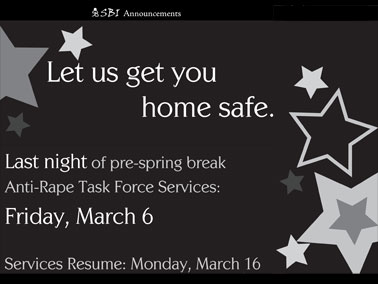 SBI Announcements
Let us get you
home safe.
Last night of pre-spring break
Anti-Rape Task Force Services:
Friday, March 6
Services Resume: Monday, March 16